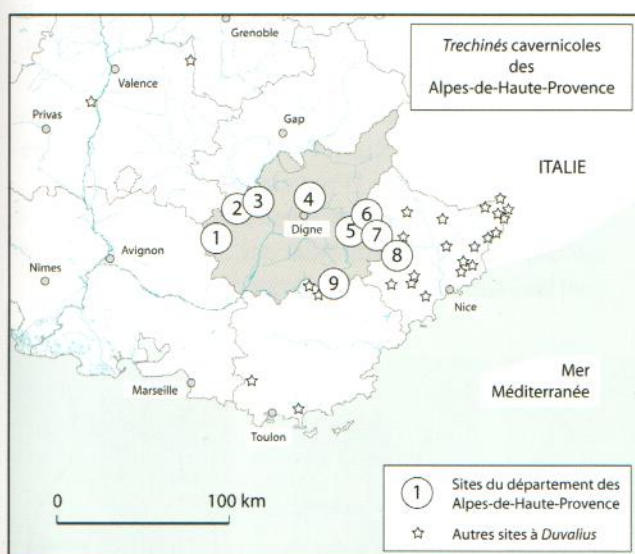 Grenoble
Trechinés cavernicoles
des
Alpes-de-Haute-Provence
Valence
Privas
Gap
ITALIE
2
3
4
6
1
Digne
5
7
Avignon
8
Nimes
9
Nice
Mer
Méditerranée
Marseille
Toulon
1
Sites du département des
Alpes-de-Haute-Provence
0
100 km
Autres sites à Duvalius